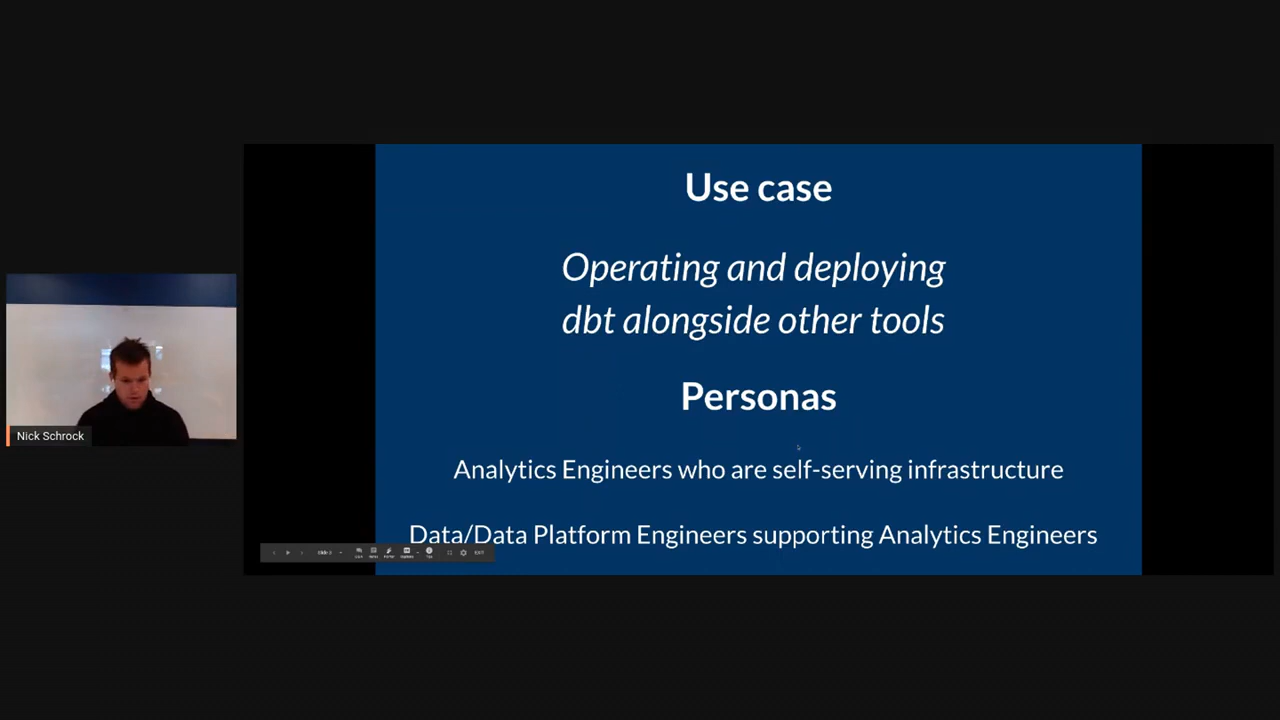 Use case
Operating and deploying
dbt alongside other tools
Personas
Analytics Engineers who are self-serving infrastructure
Data/Data Platform Engineers supporting Analytics Engineers
Nick Schrock